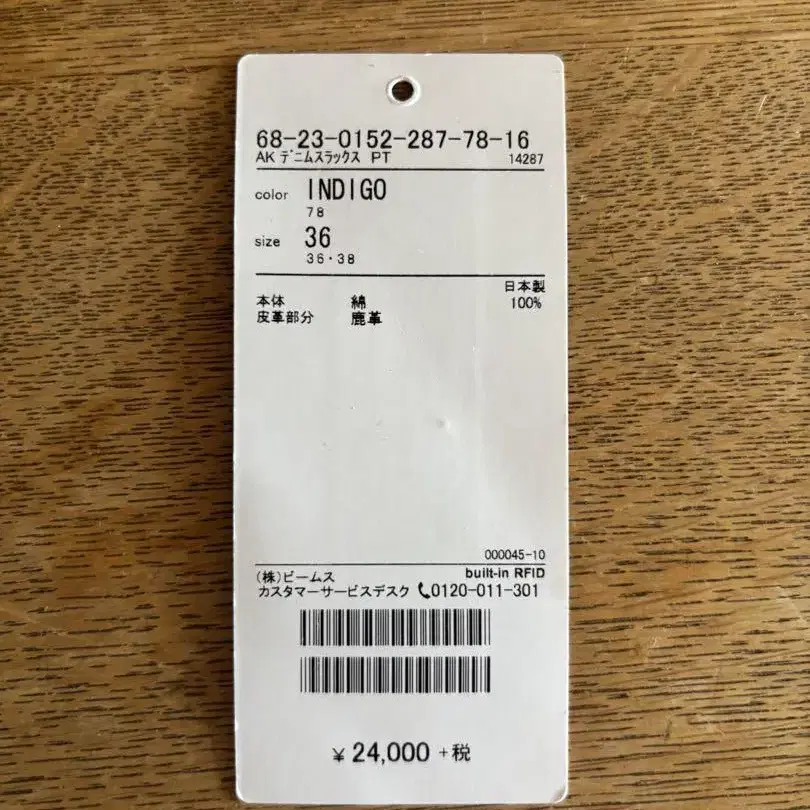 68-23-0152-287-78-16
AK デニムスラックス PT 14287
color INDIGO
78
size 36
36・38
日本製
本体 綿 100%
皮革部分 鹿革
000045-10
built-in RFID
(株)ビームス
カスタマーサービスデスク 0120-011-301
¥ 24,000 +税